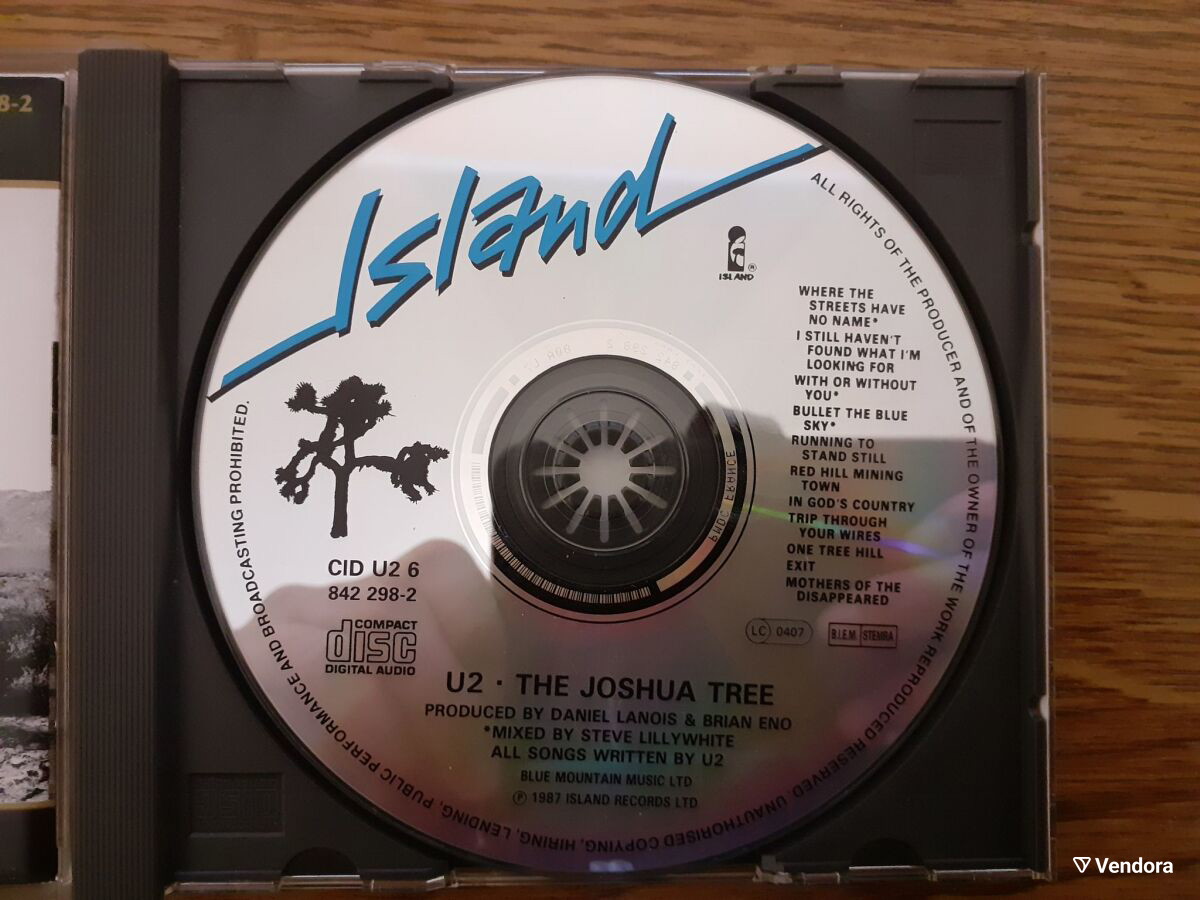 8-2
Island
ISLAND ®
WHERE THE
STREETS HAVE
NO NAME*
I STILL HAVEN'T
FOUND WHAT I'M
LOOKING FOR
WITH OR WITHOUT
YOU*
BULLET THE BLUE
SKY*
RUNNING TO
STAND STILL
RED HILL MINING
TOWN
IN GOD'S COUNTRY
TRIP THROUGH
YOUR WIRES
ONE TREE HILL
EXIT
MOTHERS OF THE
DISAPPEARED
CID U2 6
842 298-2
COMPACT
disc
DIGITAL AUDIO
LC 0407
B.I.E.M. STEMRA
U2 · THE JOSHUA TREE
PRODUCED BY DANIEL LANOIS & BRIAN ENO
*MIXED BY STEVE LILLYWHITE
ALL SONGS WRITTEN BY U2
BLUE MOUNTAIN MUSIC LTD
℗ 1987 ISLAND RECORDS LTD
ALL RIGHTS OF THE PRODUCER AND OF THE OWNER OF THE WORK REPRODUCED RESERVED. UNAUTHORISED COPYING, HIRING, LENDING, PUBLIC PERFORMANCE AND BROADCASTING PROHIBITED.
FRANCE
Vendora